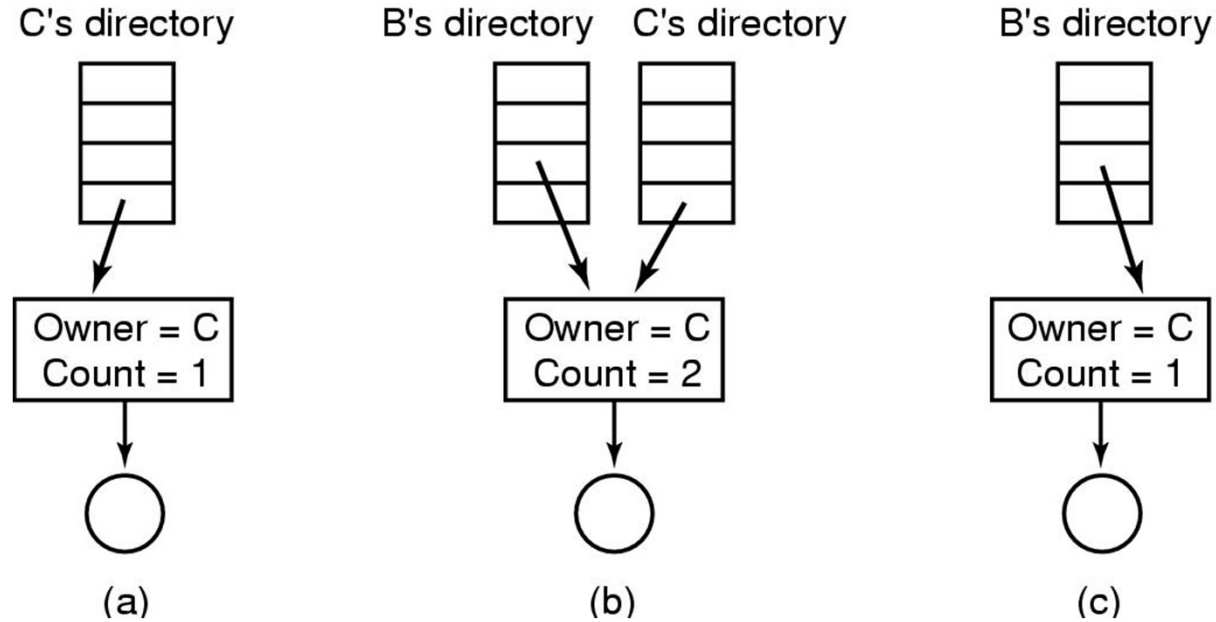 C's directory
B's directory
C's directory
B's directory
Owner = C
Count = 1
Owner = C
Count = 2
Owner = C
Count = 1
(a)
(b)
(c)